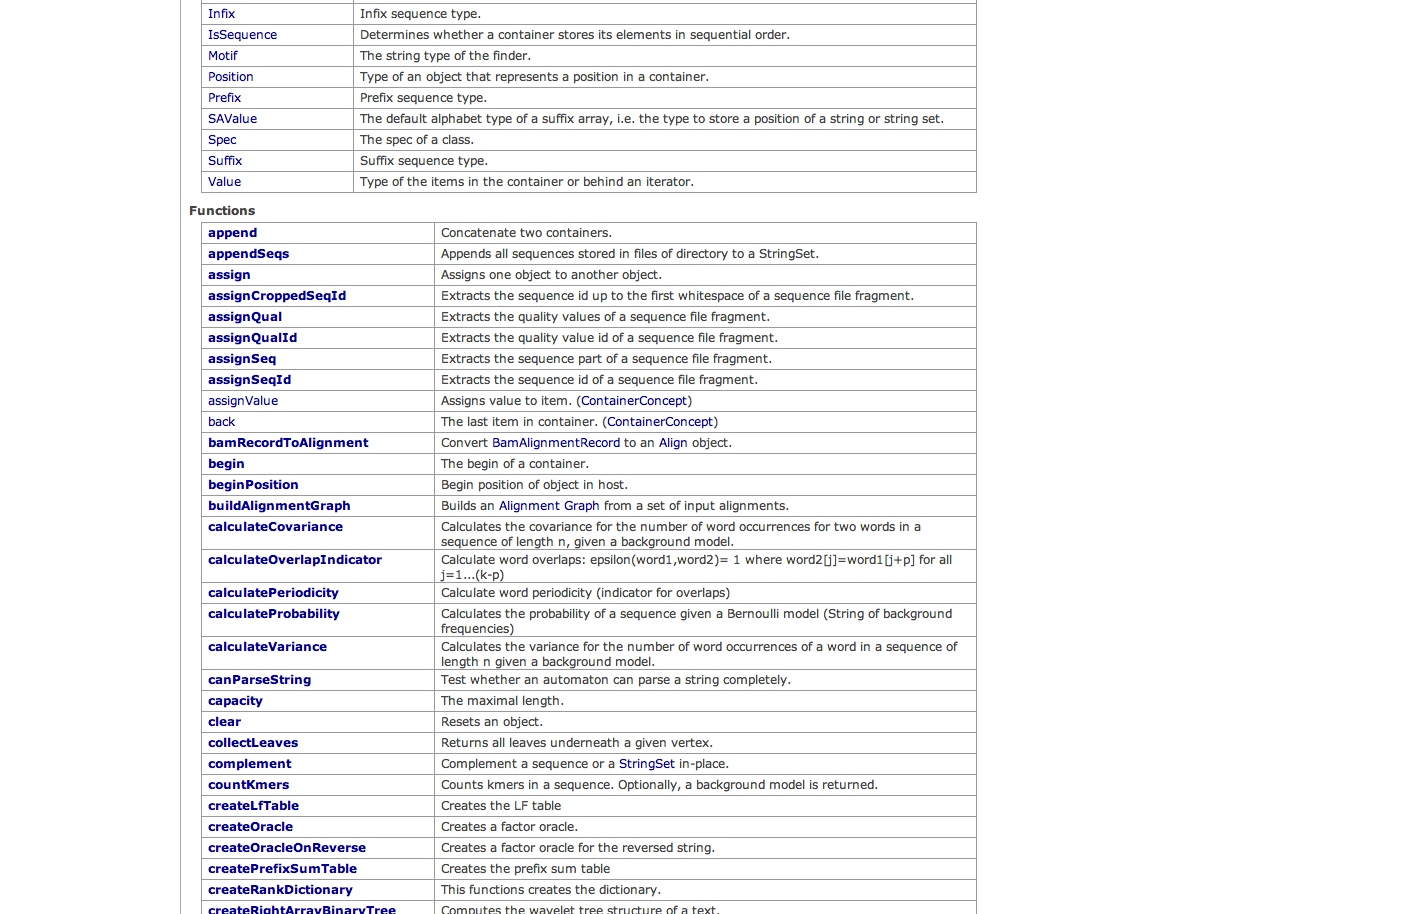 Infix Infix sequence type.
IsSequence Determines whether a container stores its elements in sequential order.
Motif The string type of the finder.
Position Type of an object that represents a position in a container.
Prefix Prefix sequence type.
SAValue The default alphabet type of a suffix array, i.e. the type to store a position of a string or string set.
Spec The spec of a class.
Suffix Suffix sequence type.
Value Type of the items in the container or behind an iterator.
Functions
append Concatenate two containers.
appendSeqs Appends all sequences stored in files of directory to a StringSet.
assign Assigns one object to another object.
assignCroppedSeqId Extracts the sequence id up to the first whitespace of a sequence file fragment.
assignQual Extracts the quality values of a sequence file fragment.
assignQualId Extracts the quality value id of a sequence file fragment.
assignSeq Extracts the sequence part of a sequence file fragment.
assignSeqId Extracts the sequence id of a sequence file fragment.
assignValue Assigns value to item. (ContainerConcept)
back The last item in container. (ContainerConcept)
bamRecordToAlignment Convert BamAlignmentRecord to an Align object.
begin The begin of a container.
beginPosition Begin position of object in host.
buildAlignmentGraph Builds an Alignment Graph from a set of input alignments.
calculateCovariance Calculates the covariance for the number of word occurrences for two words in a
sequence of length n, given a background model.
calculateOverlapIndicator Calculate word overlaps: epsilon(word1,word2)= 1 where word2[j]=word1[j+p] for all
j=1...(k-p)
calculatePeriodicity Calculate word periodicity (indicator for overlaps)
calculateProbability Calculates the probability of a sequence given a Bernoulli model (String of background
frequencies)
calculateVariance Calculates the variance for the number of word occurrences of a word in a sequence of
length n given a background model.
canParseString Test whether an automaton can parse a string completely.
capacity The maximal length.
clear Resets an object.
collectLeaves Returns all leaves underneath a given vertex.
complement Complement a sequence or a StringSet in-place.
countKmers Counts kmers in a sequence. Optionally, a background model is returned.
createLfTable Creates the LF table
createOracle Creates a factor oracle.
createOracleOnReverse Creates a factor oracle for the reversed string.
createPrefixSumTable Creates the prefix sum table
createRankDictionary This functions creates the dictionary.
createRightArrayBinaryTree Computes the wavelet tree structure of a text.